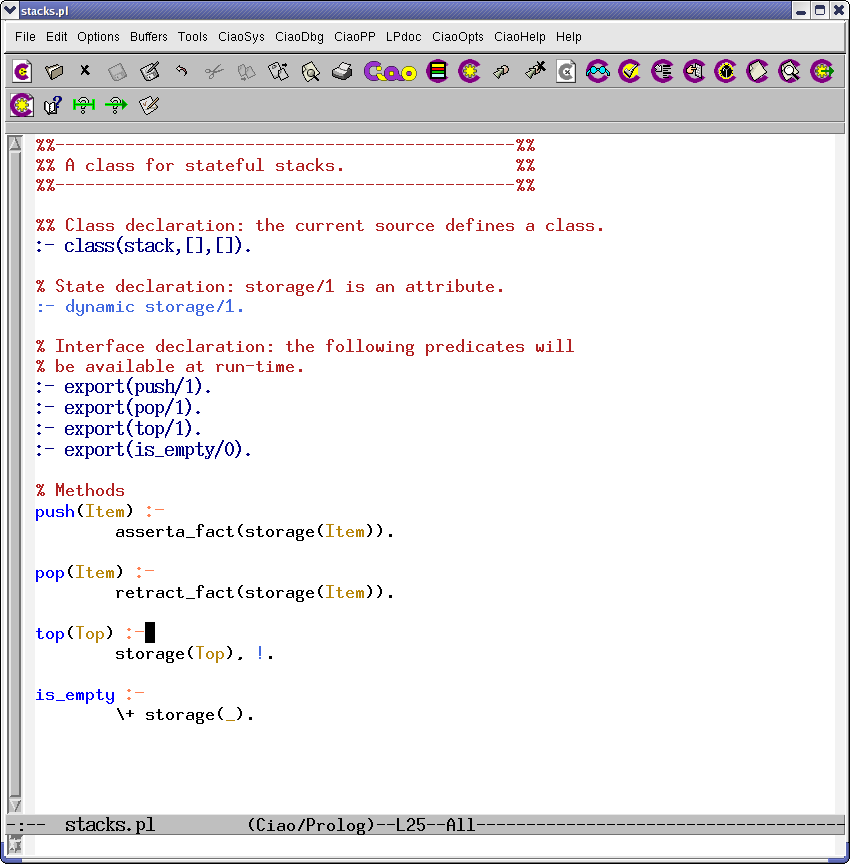 stacks.pl
File Edit Options Buffers Tools CiaoSys CiaoDbg CiaoPP LPdoc CiaoOpts CiaoHelp Help
Ciao
%%----------------------------------------------%%
%% A class for stateful stacks.                 %%
%%----------------------------------------------%%
%% Class declaration: the current source defines a class.
:- class(stack,[],[]).
% State declaration: storage/1 is an attribute.
:- dynamic storage/1.
% Interface declaration: the following predicates will
% be available at run-time.
:- export(push/1).
:- export(pop/1).
:- export(top/1).
:- export(is_empty/0).
% Methods
push(Item) :-
        asserta_fact(storage(Item)).
pop(Item) :-
        retract_fact(storage(Item)).
top(Top) :-
        storage(Top), !.
is_empty :-
        \+ storage(_).
-:--  stacks.pl         (Ciao/Prolog)--L25--All-------------------------------------